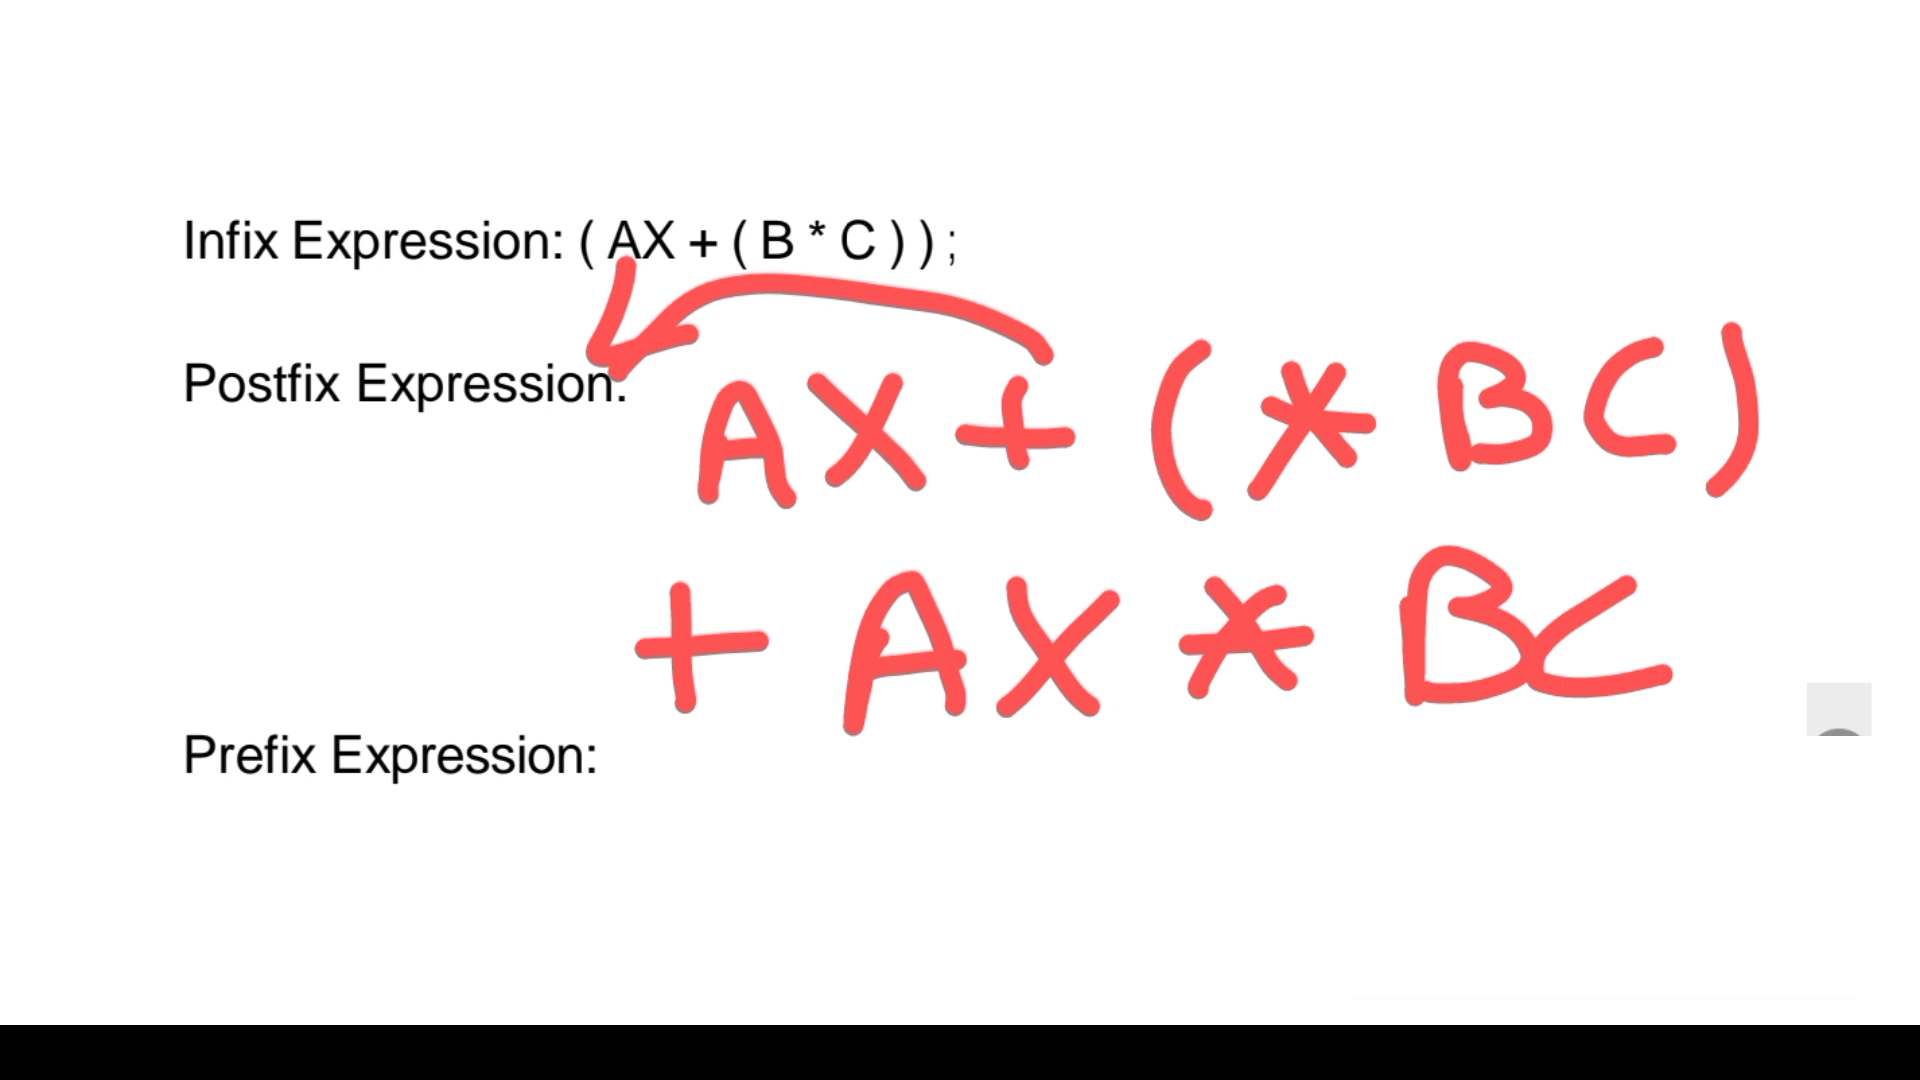 Infix Expression: ( AX + ( B * C ) ) ;
Postfix Expression:
AX + ( * BC )
+ AX * BC
Prefix Expression: